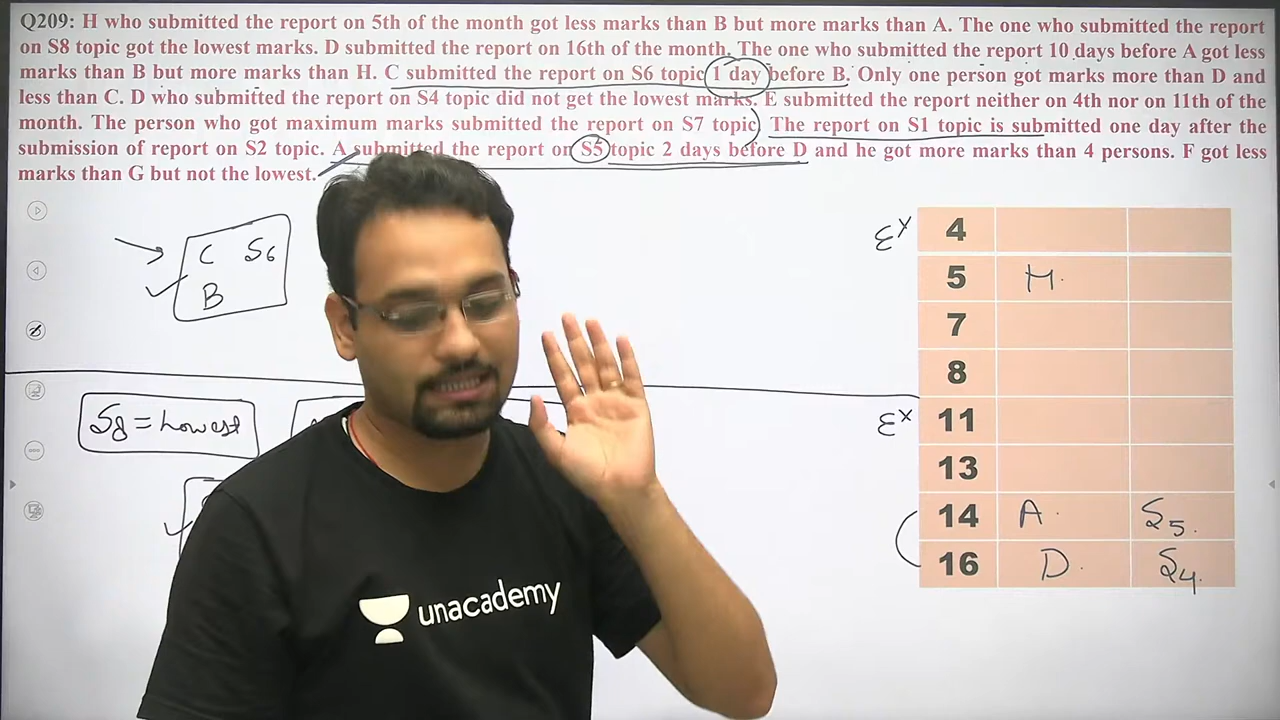 Q209: H who submitted the report on 5th of the month got less marks than B but more marks than A. The one who submitted the report
on S8 topic got the lowest marks. D submitted the report on 16th of the month. The one who submitted the report 10 days before A got less
marks than B but more marks than H. C submitted the report on S6 topic 1 day before B. Only one person got marks more than D and
less than C. D who submitted the report on S4 topic did not get the lowest marks. E submitted the report neither on 4th nor on 11th of the
month. The person who got maximum marks submitted the report on S7 topic. The report on S1 topic is submitted one day after the
submission of report on S2 topic. A submitted the report on S5 topic 2 days before D and he got more marks than 4 persons. F got less
marks than G but not the lowest.
C S6
B
S8 = Lowest
Ex 4
5 H.
7
8
Ex 11
13
14 A. S5.
16 D. S4.
unacademy